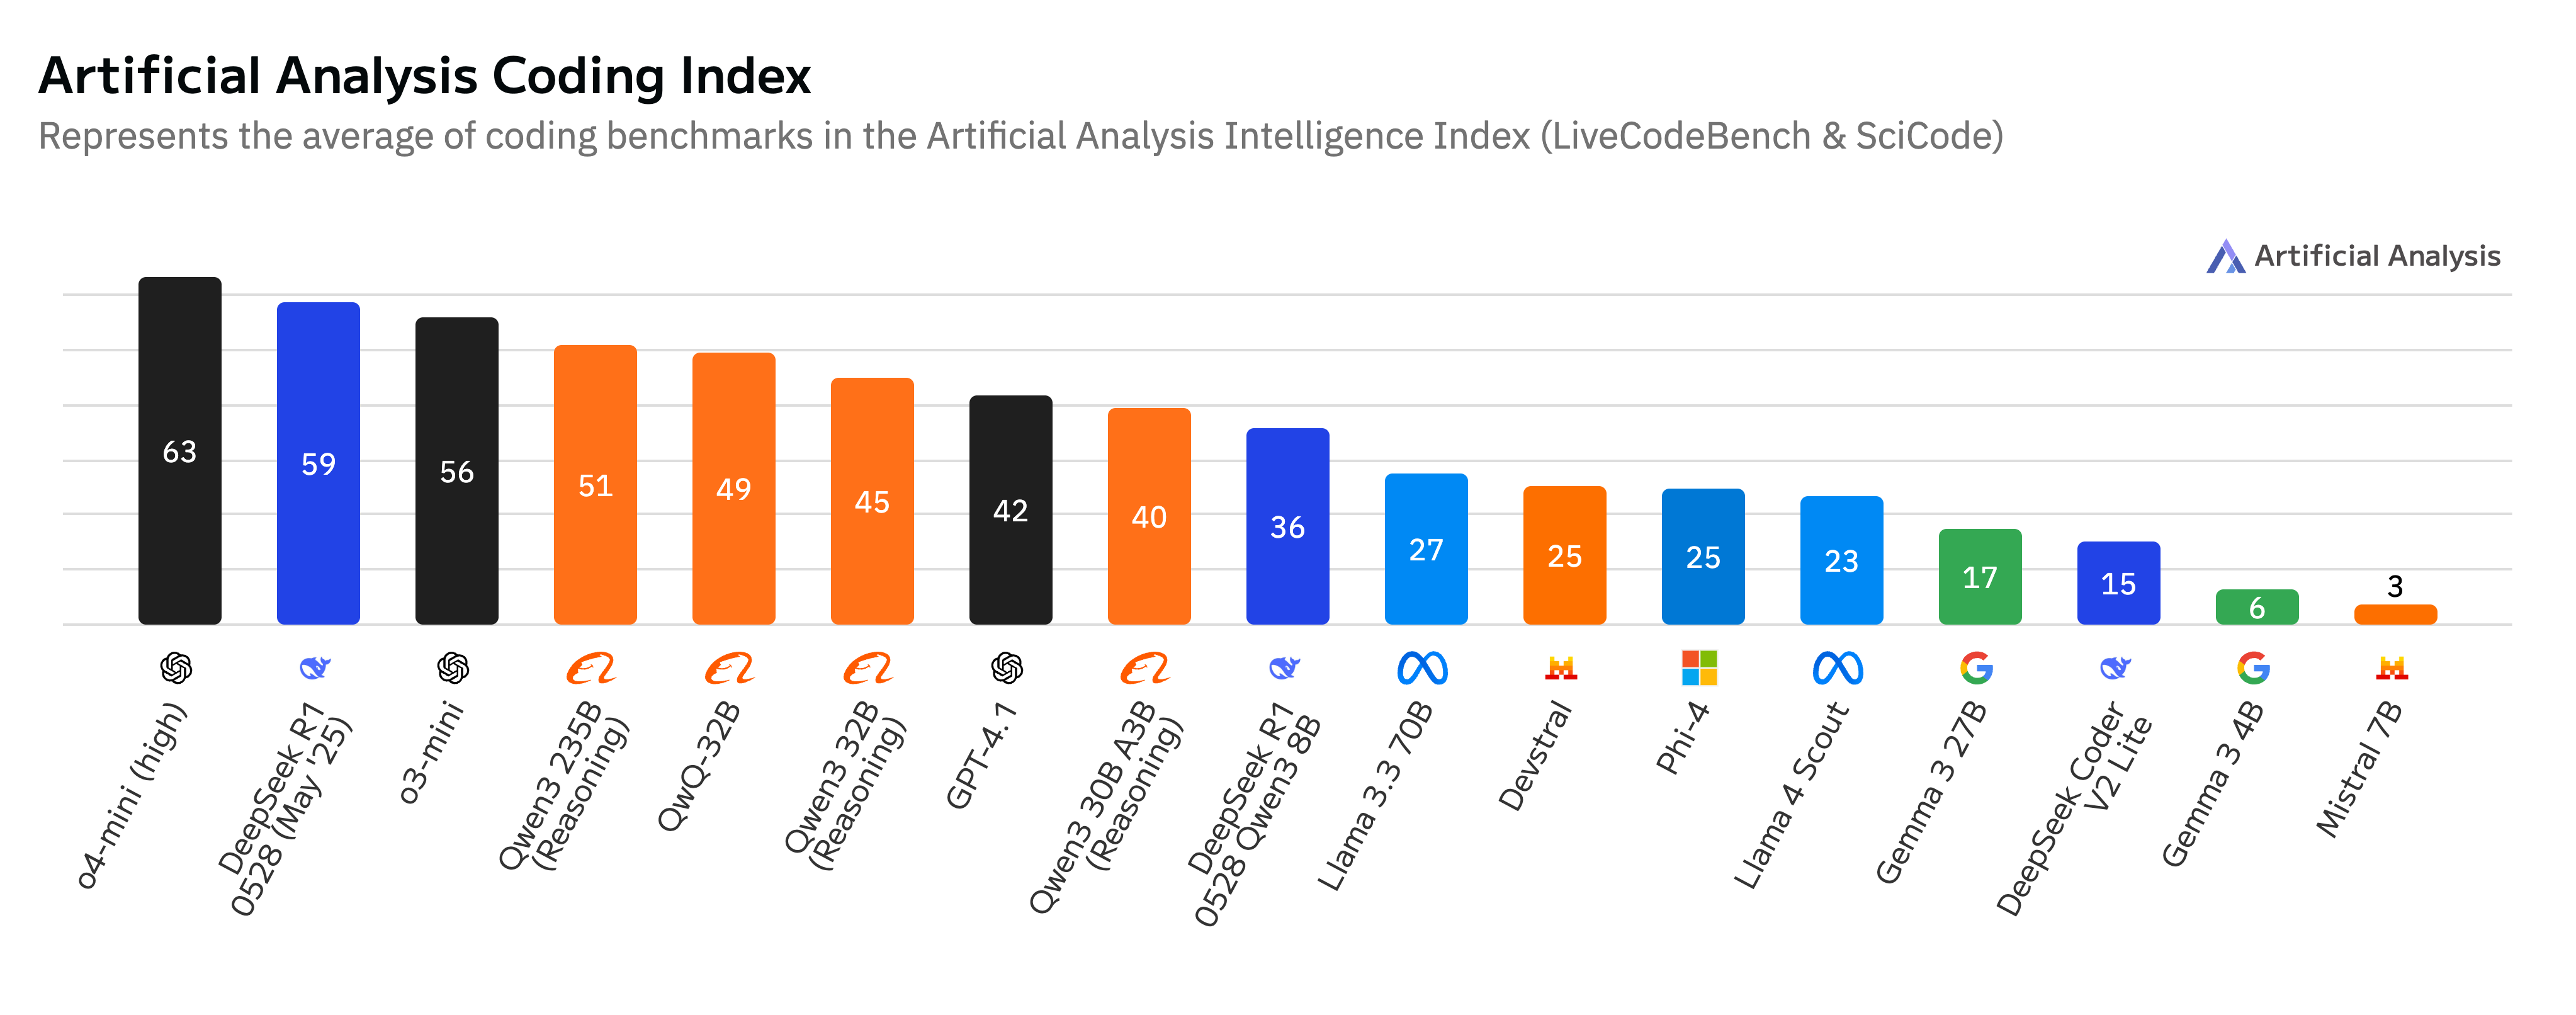 Artificial Analysis Coding Index
Represents the average of coding benchmarks in the Artificial Analysis Intelligence Index (LiveCodeBench & SciCode)
Artificial Analysis
63
59
56
51
49
45
42
40
36
27
25
25
23
17
15
6
3
o4-mini (high)
DeepSeek R1
0528 (May '25)
o3-mini
Qwen3 235B
(Reasoning)
QwQ-32B
Qwen3 32B
(Reasoning)
GPT-4.1
Qwen3 30B A3B
(Reasoning)
DeepSeek R1
0528 Qwen3 8B
Llama 3.3 70B
Devstral
Phi-4
Llama 4 Scout
Gemma 3 27B
DeepSeek Coder
V2 Lite
Gemma 3 4B
Mistral 7B